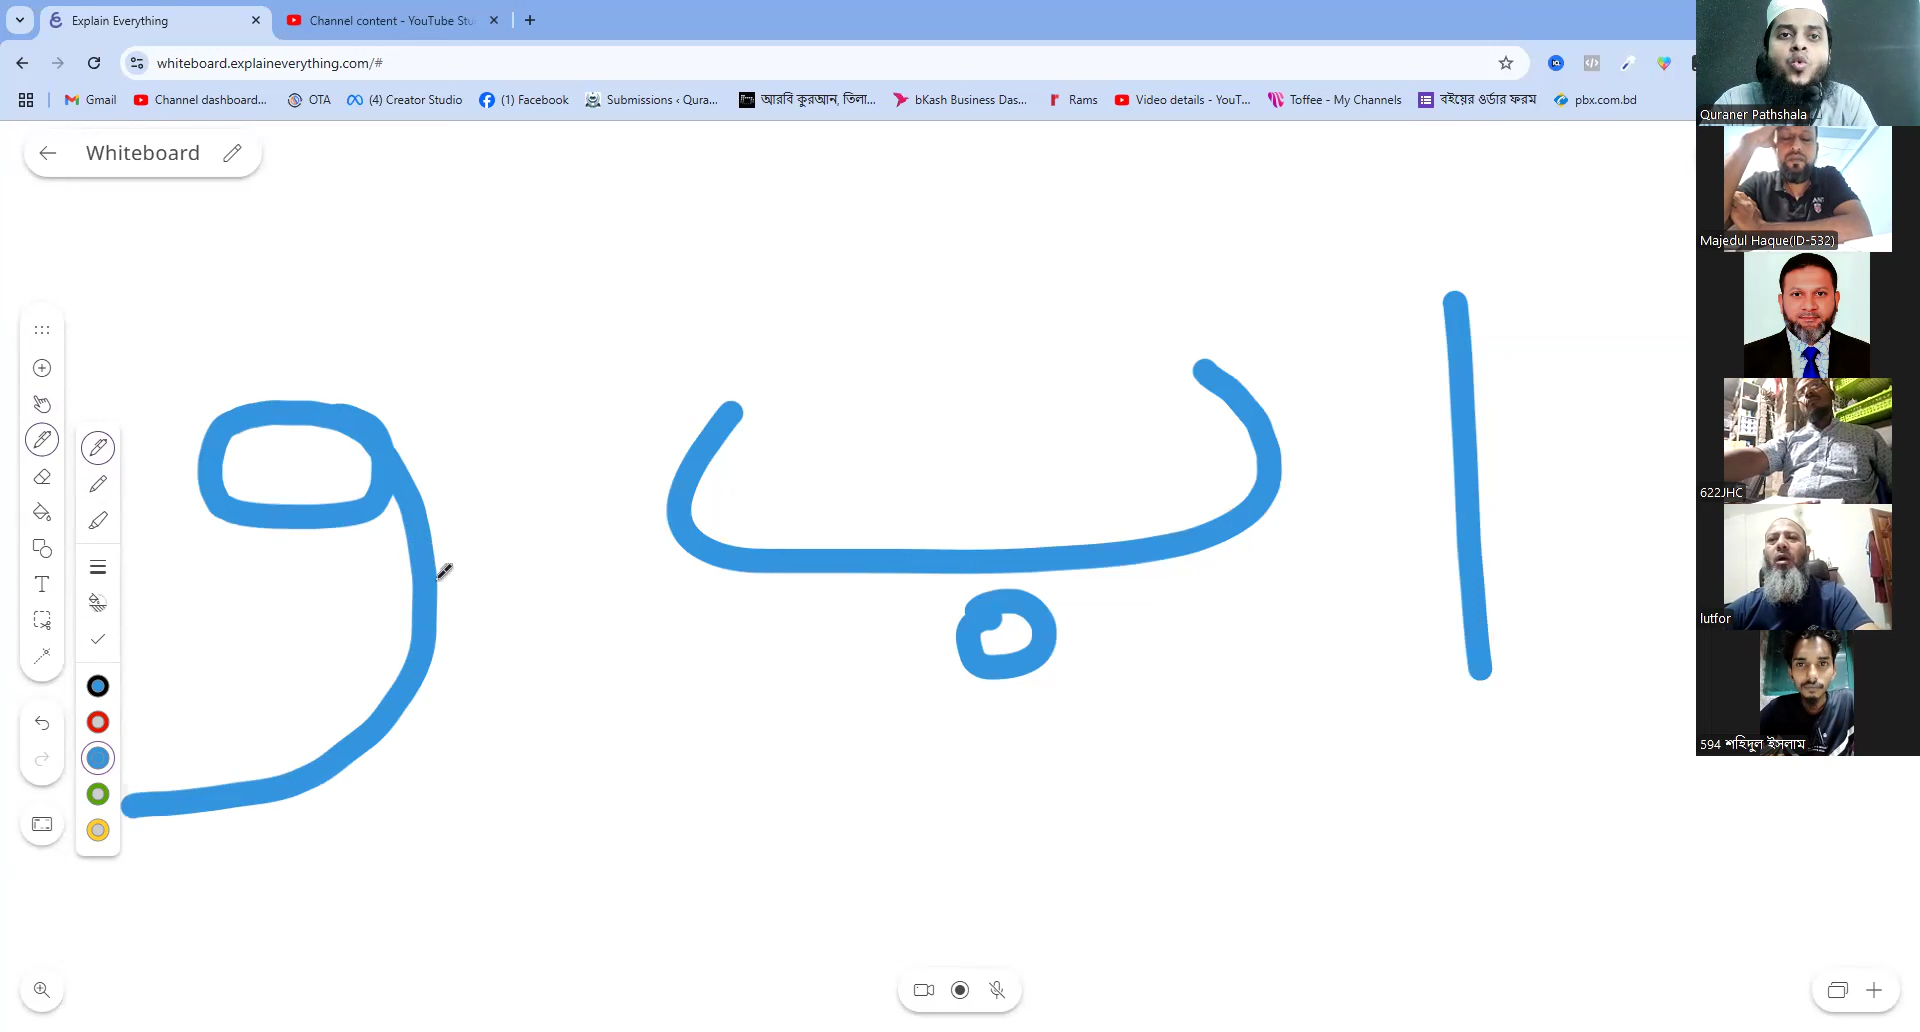 Explain Everything
Channel content - YouTube Stu
whiteboard.explaineverything.com/#
Gmail
Channel dashboard...
OTA
(4) Creator Studio
(1) Facebook
Submissions ‹ Qura...
আরবি কুরআন, তিলা...
bKash Business Das...
Rams
Video details - YouT...
Toffee - My Channels
বইয়ের ওর্ডার ফরম
pbx.com.bd
Whiteboard
ا ب و
T
Quraner Pathshala
Majedul Haque(ID-532)
622JHC
lutfor
594 শহিদুল ইসলাম